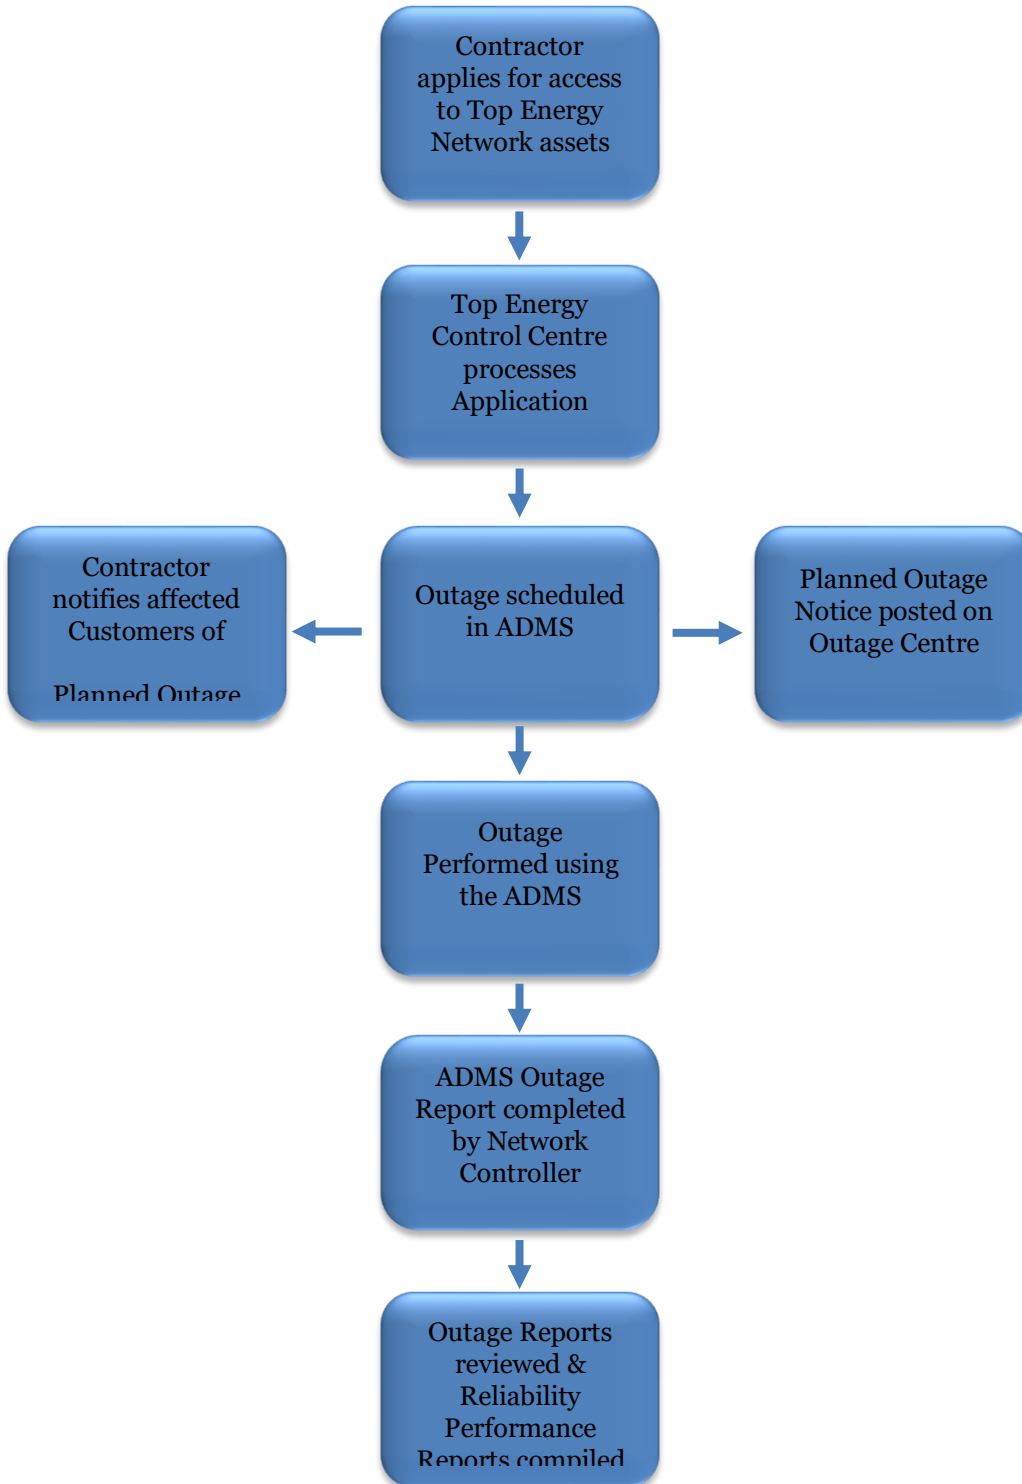 Contractor
applies for access
to Top Energy
Network assets
Top Energy
Control Centre
processes
Application
Contractor
notifies affected
Customers of
Planned Outage
Outage scheduled
in ADMS
Planned Outage
Notice posted on
Outage Centre
Outage
Performed using
the ADMS
ADMS Outage
Report completed
by Network
Controller
Outage Reports
reviewed &
Reliability
Performance
Reports compiled